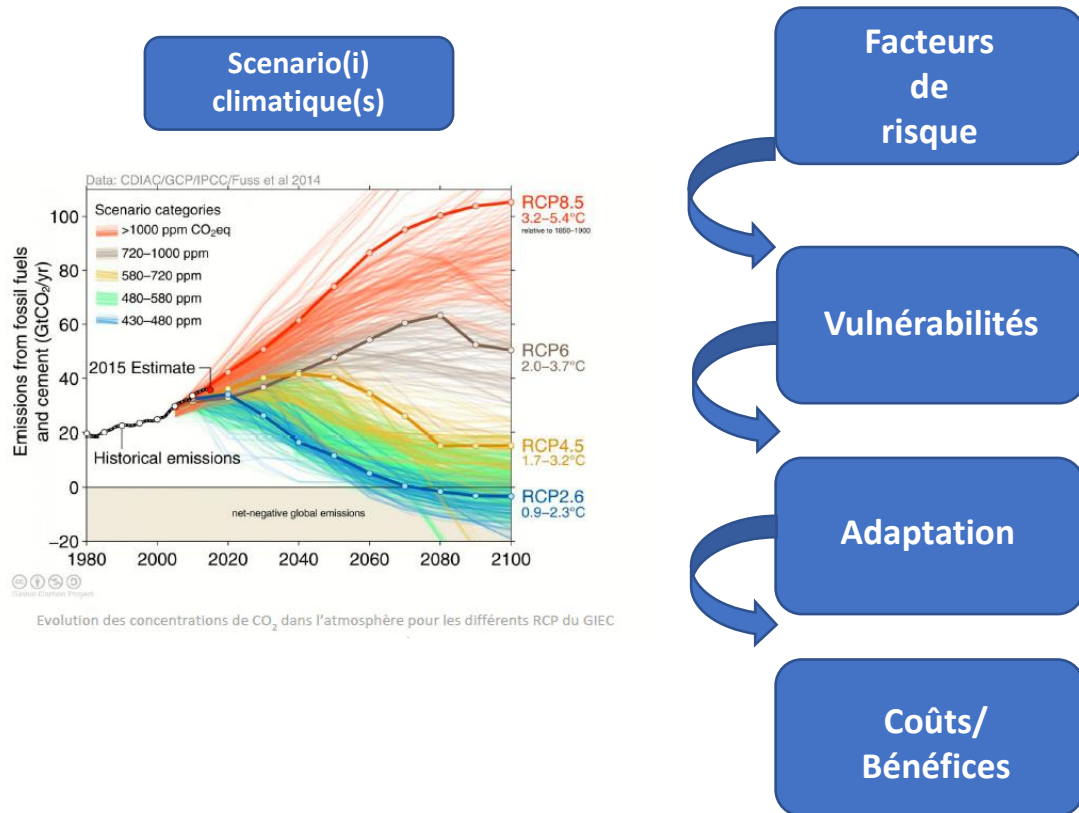 Scenario(i)
climatique(s)
Data: CDIAC/GCP/IPCC/Fuss et al 2014
Scenario categories
>1000 ppm CO₂eq
720–1000 ppm
580–720 ppm
480–580 ppm
430–480 ppm
2015 Estimate
Historical emissions
net-negative global emissions
Emissions from fossil fuels
and cement (GtCO₂/yr)
100
80
60
40
20
0
−20
1980
2000
2020
2040
2060
2080
2100
RCP8.5
3.2–5.4°C
relative to 1850–1900
RCP6
2.0–3.7°C
RCP4.5
1.7–3.2°C
RCP2.6
0.9–2.3°C
Global Carbon Project
Evolution des concentrations de CO₂ dans l'atmosphère pour les différents RCP du GIEC
Facteurs
de
risque
Vulnérabilités
Adaptation
Coûts/
Bénéfices